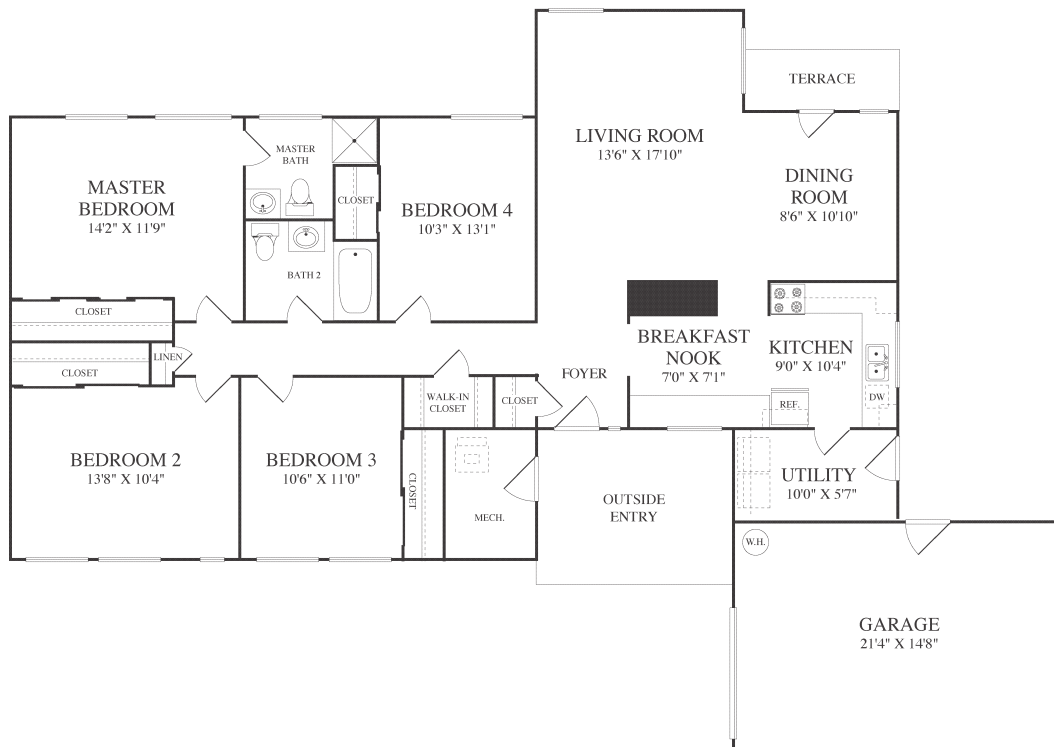 TERRACE
LIVING ROOM
13'6" X 17'10"
MASTER
BATH
DINING
ROOM
8'6" X 10'10"
MASTER
BEDROOM
14'2" X 11'9"
CLOSET
BEDROOM 4
10'3" X 13'1"
BATH 2
CLOSET
LINEN
CLOSET
BREAKFAST
NOOK
7'0" X 7'1"
KITCHEN
9'0" X 10'4"
FOYER
WALK-IN
CLOSET
CLOSET
REF.
DW
BEDROOM 2
13'8" X 10'4"
BEDROOM 3
10'6" X 11'0"
CLOSET
MECH.
OUTSIDE
ENTRY
UTILITY
10'0" X 5'7"
W.H.
GARAGE
21'4" X 14'8"